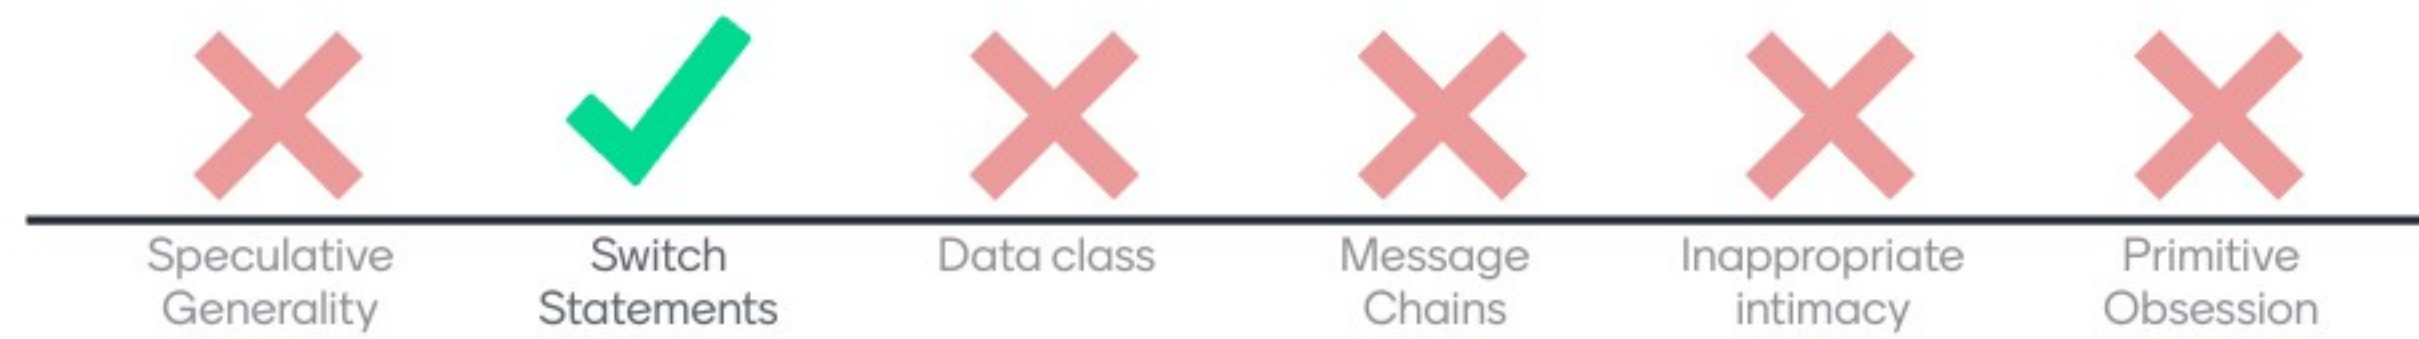 Speculative
Generality
Switch
Statements
Data class
Message
Chains
Inappropriate
intimacy
Primitive
Obsession